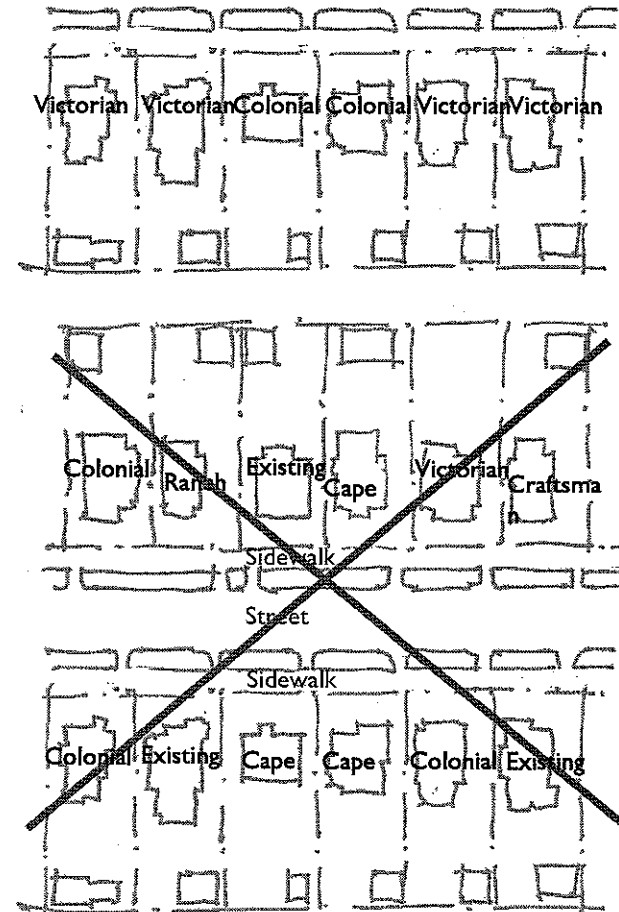 Victorian Victorian Colonial Colonial Victorian Victorian
Colonial Ranch Existing Cape Victorian Craftsma
n
Sidewalk
Street
Sidewalk
Colonial Existing Cape Cape Colonial Existing